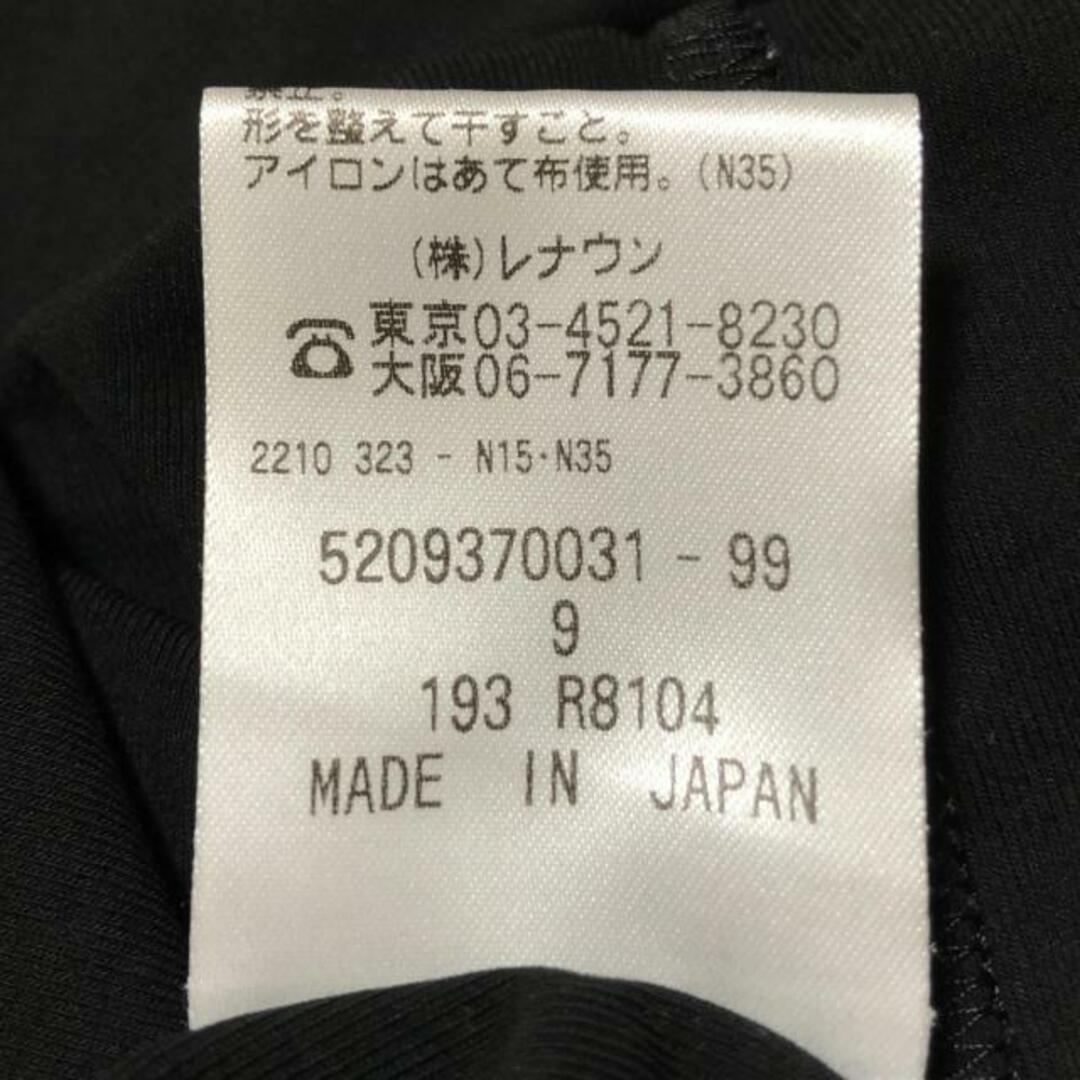 禁止。
形を整えて干すこと。
アイロンはあて布使用。(N35)
(株)レナウン
東京03-4521-8230
大阪06-7177-3860
2210 323 - N15・N35
5209370031 - 99
9
193 R8104
MADE IN JAPAN